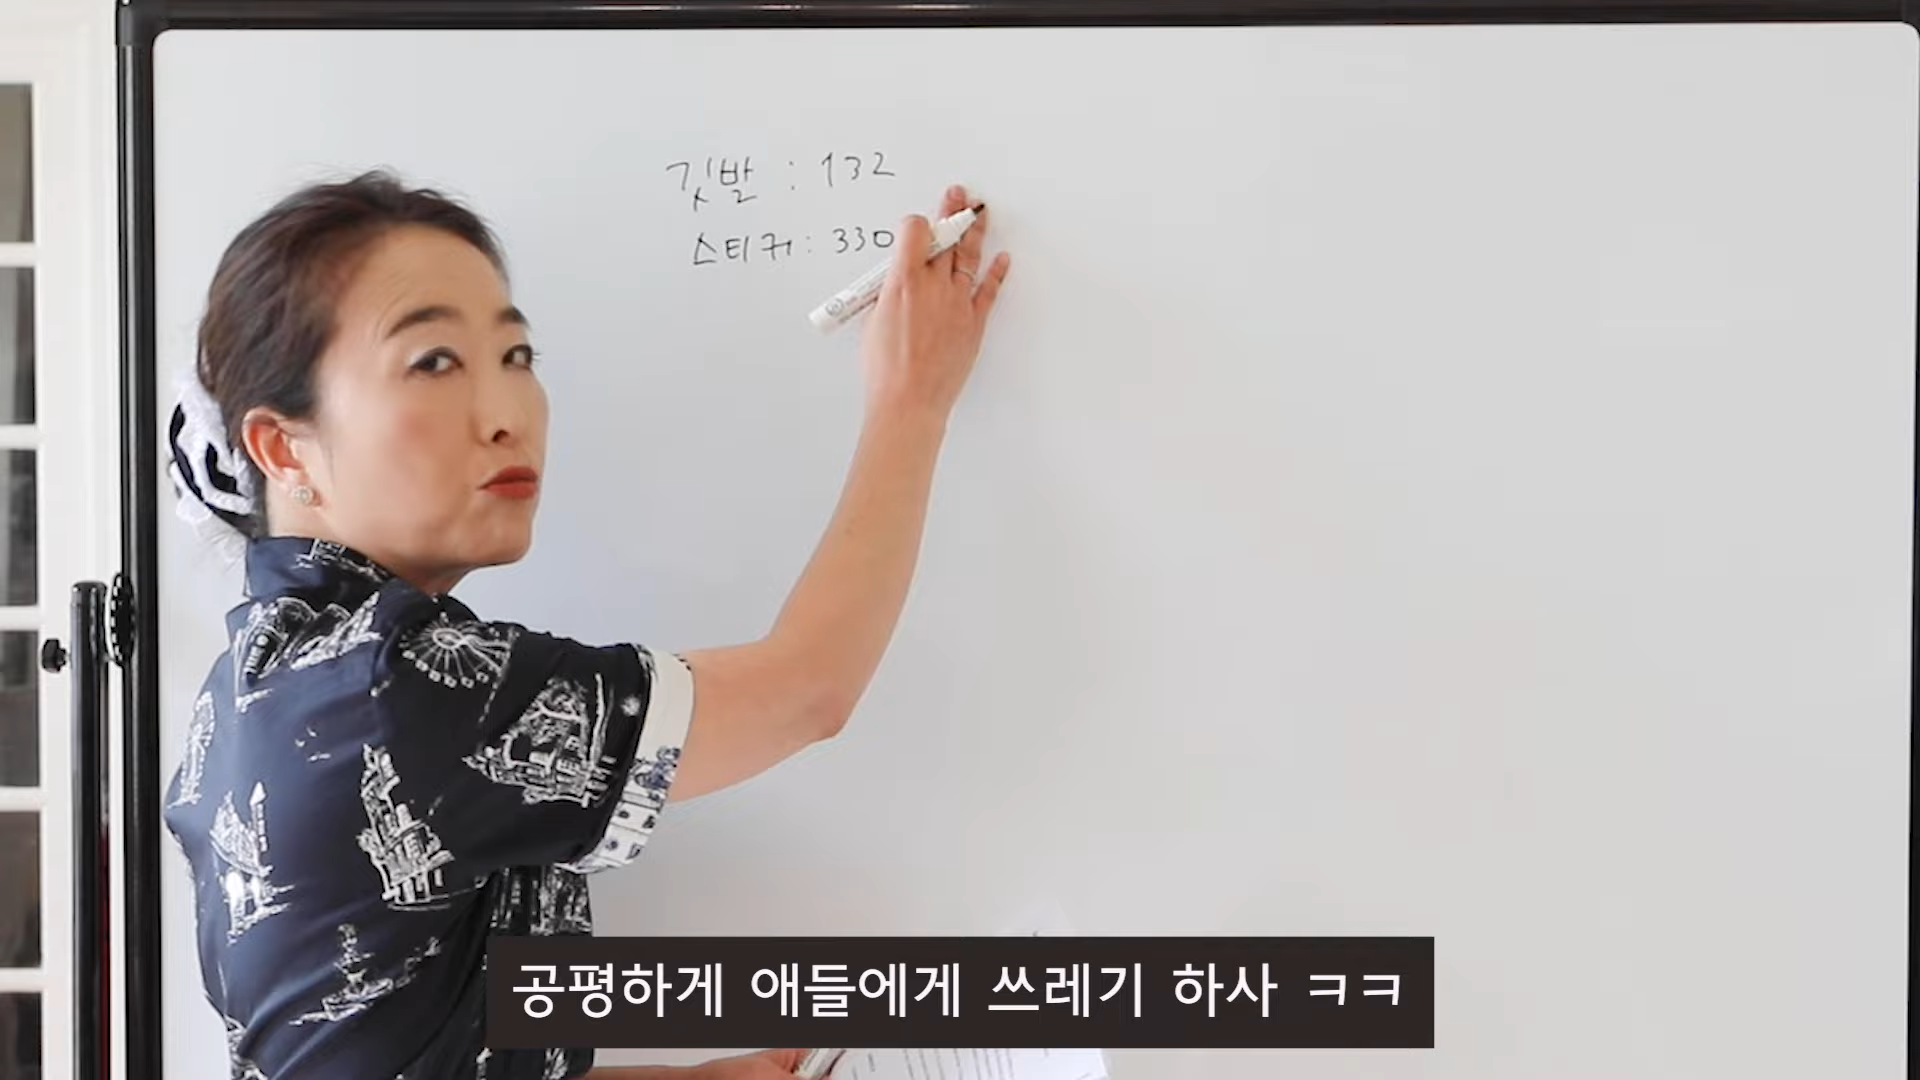 깃발 : 132
스티커 : 330
공평하게 애들에게 쓰레기 하사 ㅋㅋ